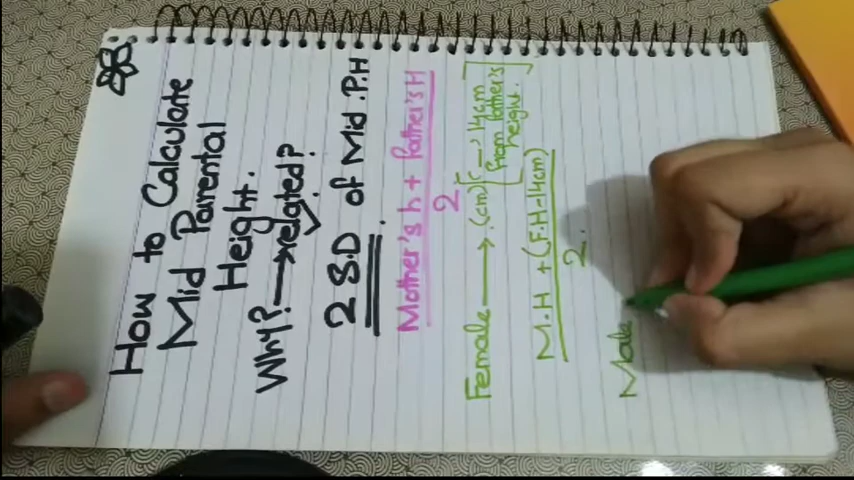 How to Calculate
Mid Parental
Height.
Why? → related?
2 S.D of Mid .P.H
Mother's h + Father's H
2
Female → (cm) (- → 14cm
from father's
height.
M.H + (F.H-14cm)
2.
Male